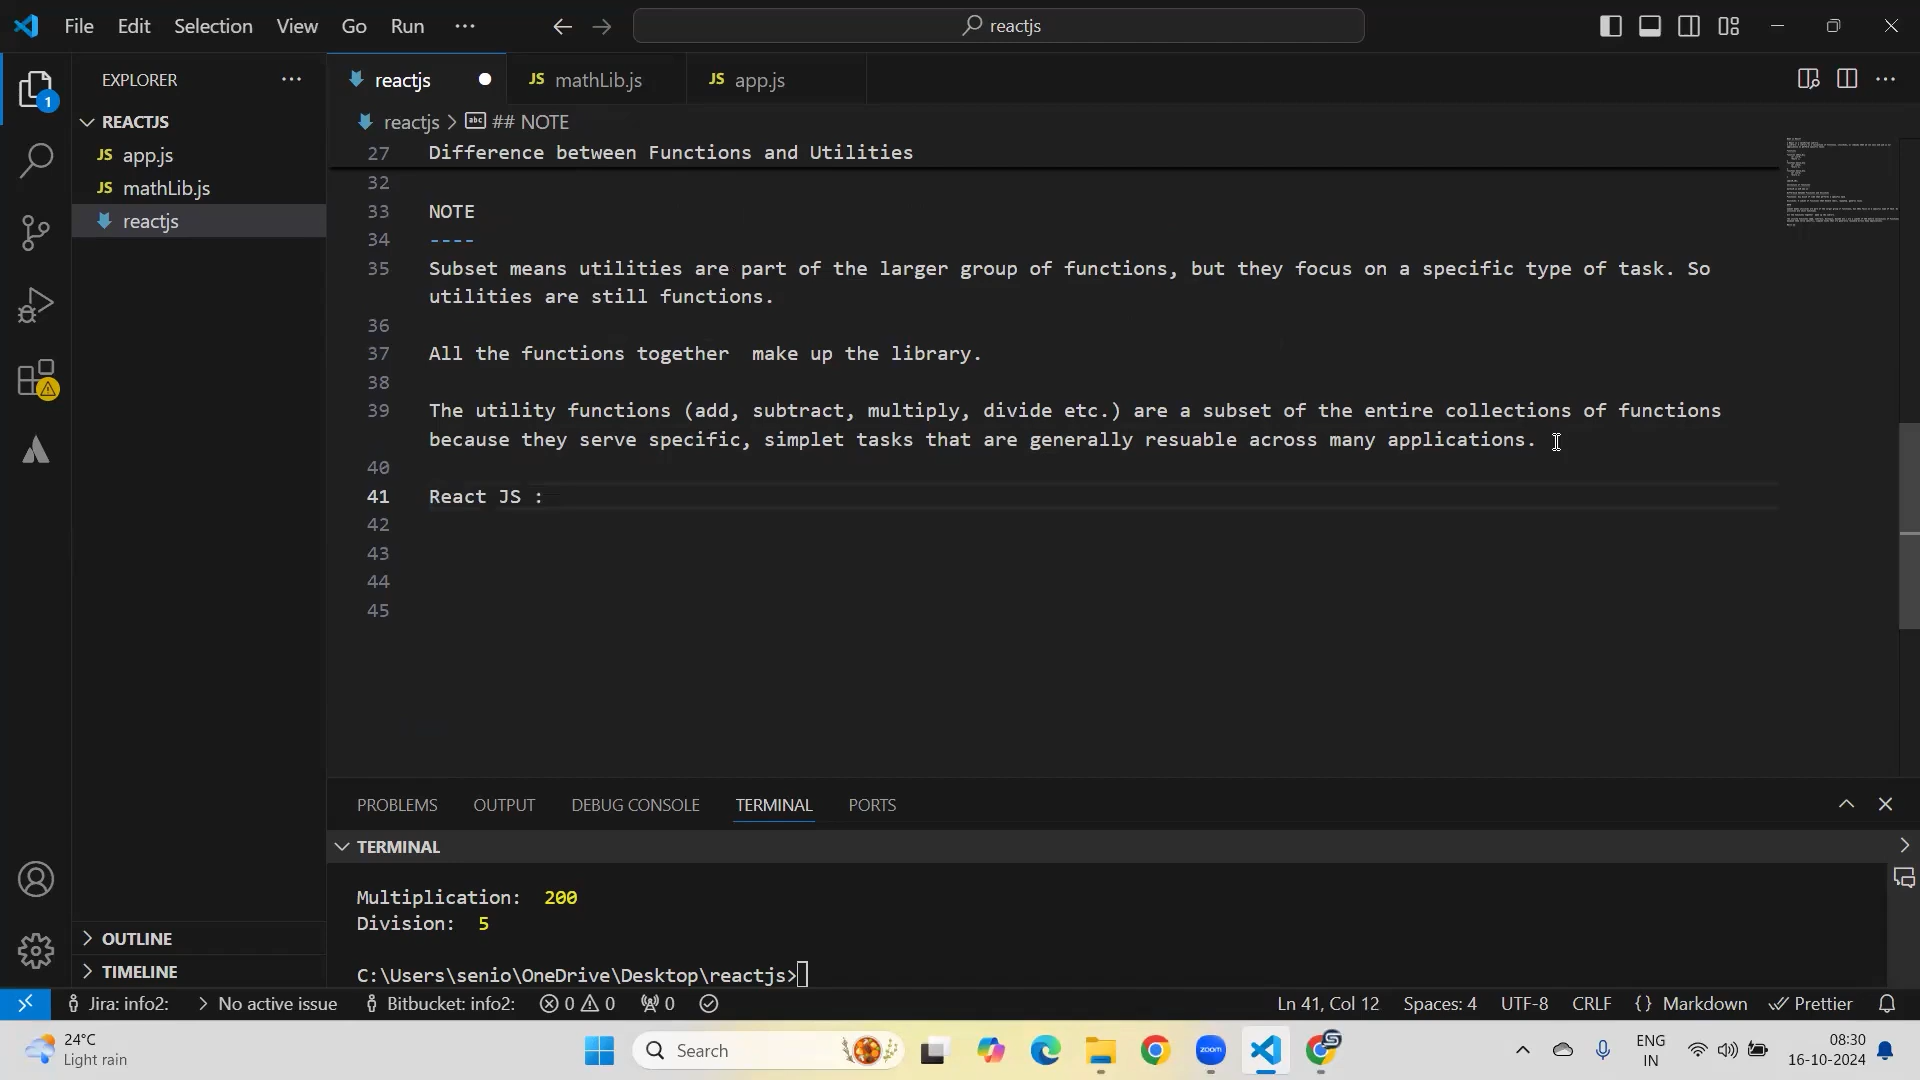 File Edit Selection View Go Run ··· reactjs
EXPLORER ···
reactjs JS mathLib.js JS app.js
REACTJS
JS app.js
JS mathLib.js
reactjs
reactjs > abc ## NOTE
27 Difference between Functions and Utilities
32
33 NOTE
34 ----
35 Subset means utilities are part of the larger group of functions, but they focus on a specific type of task. So
utilities are still functions.
36
37 All the functions together  make up the library.
38
39 The utility functions (add, subtract, multiply, divide etc.) are a subset of the entire collections of functions
because they serve specific, simplet tasks that are generally resuable across many applications.
40
41 React JS :
42
43
44
45
1
OUTLINE
TIMELINE
PROBLEMS OUTPUT DEBUG CONSOLE TERMINAL PORTS
TERMINAL
Multiplication: 200
Division: 5
C:\Users\senio\OneDrive\Desktop\reactjs>
Jira: info2: No active issue Bitbucket: info2: 0 0 0 Ln 41, Col 12 Spaces: 4 UTF-8 CRLF {} Markdown Prettier
24°C
Light rain
Search
zoom
ENG
IN
08:30
16-10-2024